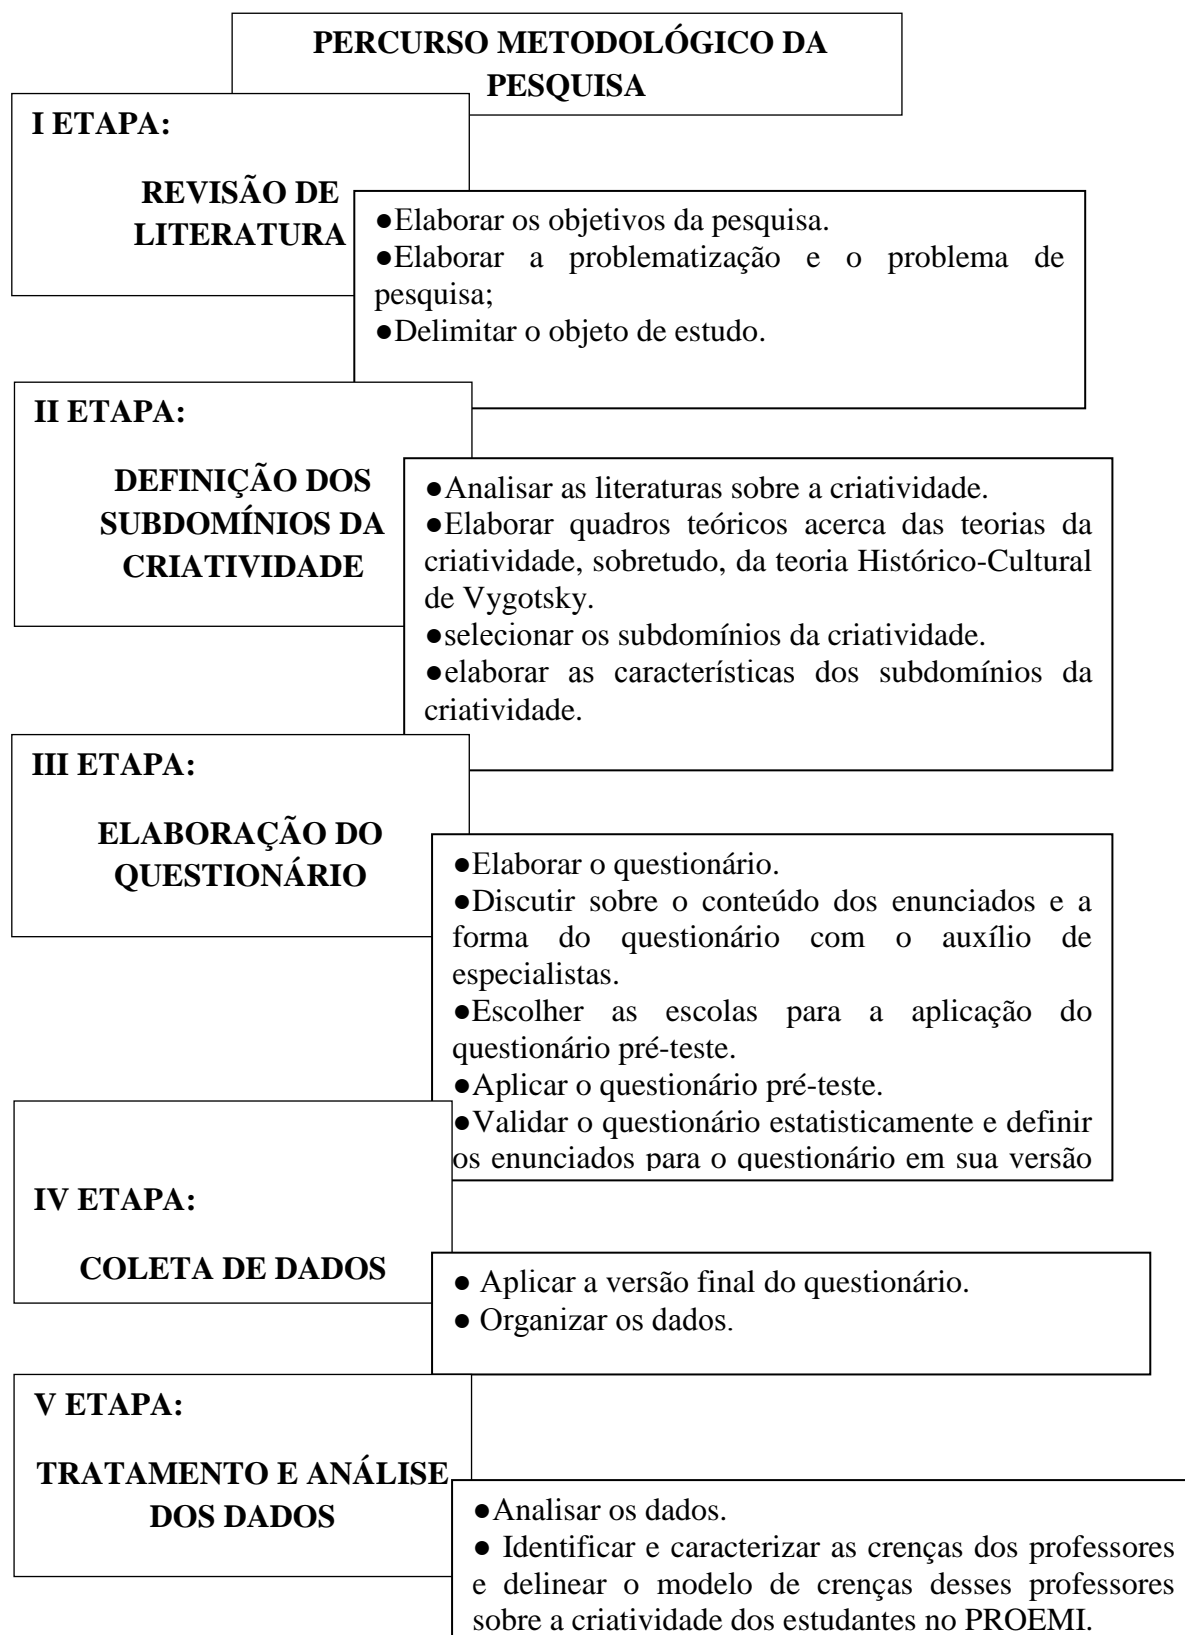 PERCURSO METODOLÓGICO DA
PESQUISA
I ETAPA:
REVISÃO DE
LITERATURA
●Elaborar os objetivos da pesquisa.
●Elaborar a problematização e o problema de
pesquisa;
●Delimitar o objeto de estudo.
II ETAPA:
DEFINIÇÃO DOS
SUBDOMÍNIOS DA
CRIATIVIDADE
●Analisar as literaturas sobre a criatividade.
●Elaborar quadros teóricos acerca das teorias da
criatividade, sobretudo, da teoria Histórico-Cultural
de Vygotsky.
●selecionar os subdomínios da criatividade.
●elaborar as características dos subdomínios da
criatividade.
III ETAPA:
ELABORAÇÃO DO
QUESTIONÁRIO
●Elaborar o questionário.
●Discutir sobre o conteúdo dos enunciados e a
forma do questionário com o auxílio de
especialistas.
●Escolher as escolas para a aplicação do
questionário pré-teste.
●Aplicar o questionário pré-teste.
●Validar o questionário estatisticamente e definir
os enunciados para o questionário em sua versão
IV ETAPA:
COLETA DE DADOS
● Aplicar a versão final do questionário.
● Organizar os dados.
V ETAPA:
TRATAMENTO E ANÁLISE
DOS DADOS
●Analisar os dados.
● Identificar e caracterizar as crenças dos professores
e delinear o modelo de crenças desses professores
sobre a criatividade dos estudantes no PROEMI.